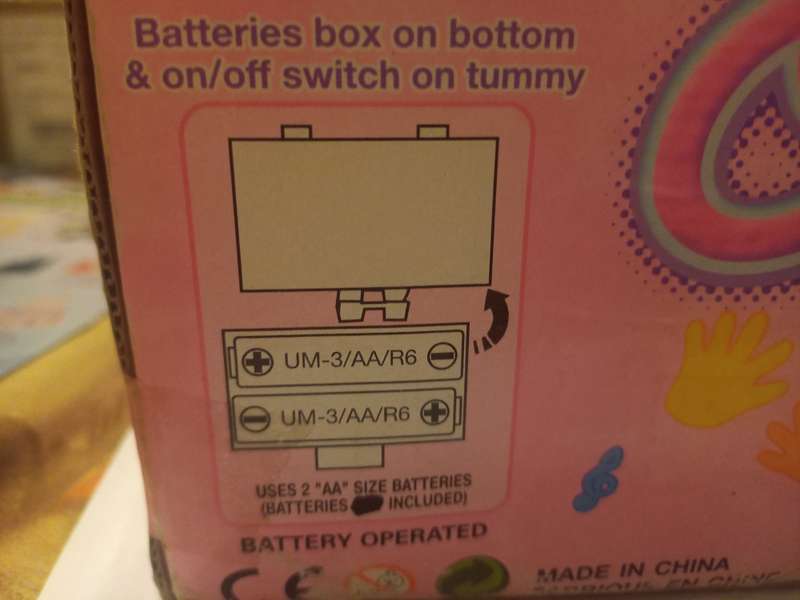 Batteries box on bottom
& on/off switch on tummy
UM-3/AA/R6
UM-3/AA/R6
USES 2 "AA" SIZE BATTERIES
(BATTERIES INCLUDED)
BATTERY OPERATED
CE
MADE IN CHINA